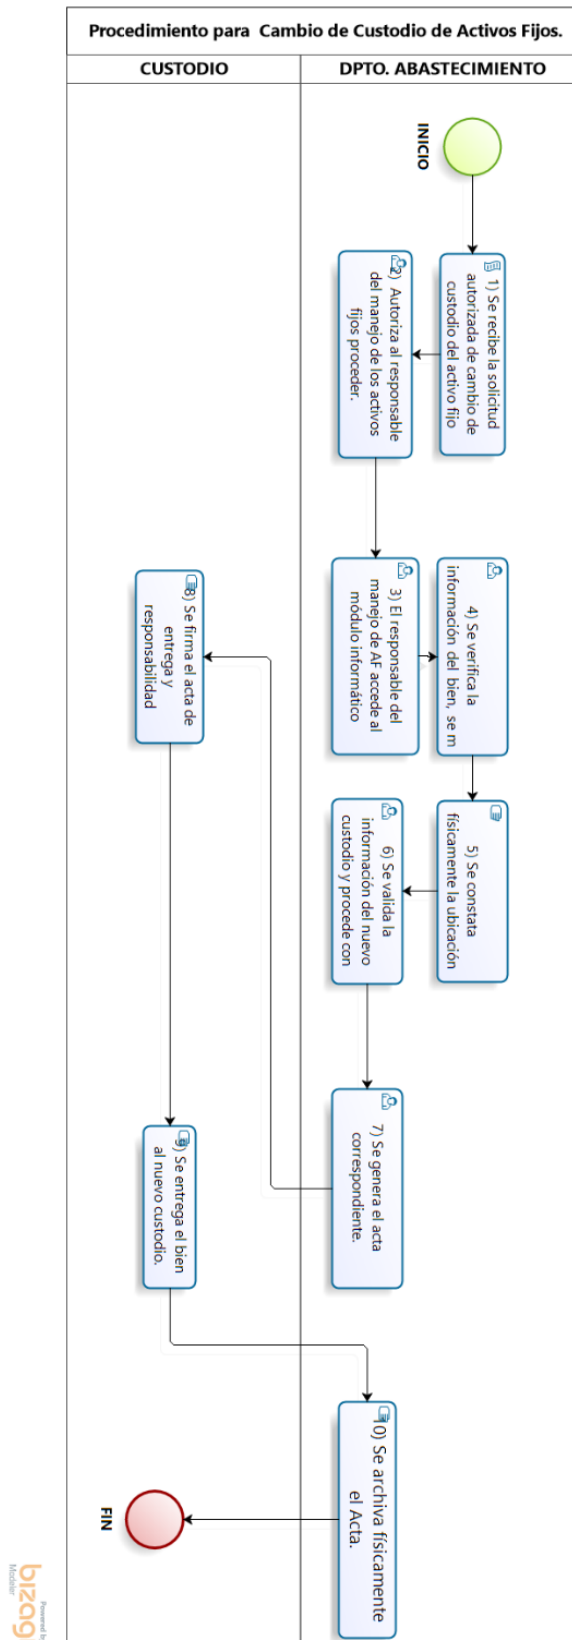 Procedimiento para  Cambio de Custodio de Activos Fijos.
CUSTODIO
DPTO. ABASTECIMIENTO
INICIO
1) Se recibe la solicitud
autorizada de cambio de
custodio del activo fijo
2) Autoriza al responsable
del manejo de los activos
fijos proceder.
3) El responsable del
manejo de AF accede al
módulo informático
4) Se verifica la
información del bien, se m
5) Se constata
físicamente la ubicación
6) Se valida la
información del nuevo
custodio y procede con
7) Se genera el acta
correspondiente.
8) Se firma el acta de
entrega y
responsabilidad
9) Se entrega el bien
al nuevo custodio.
10) Se archiva físicamente
el Acta.
FIN
Powered by
bizagi
Modeler